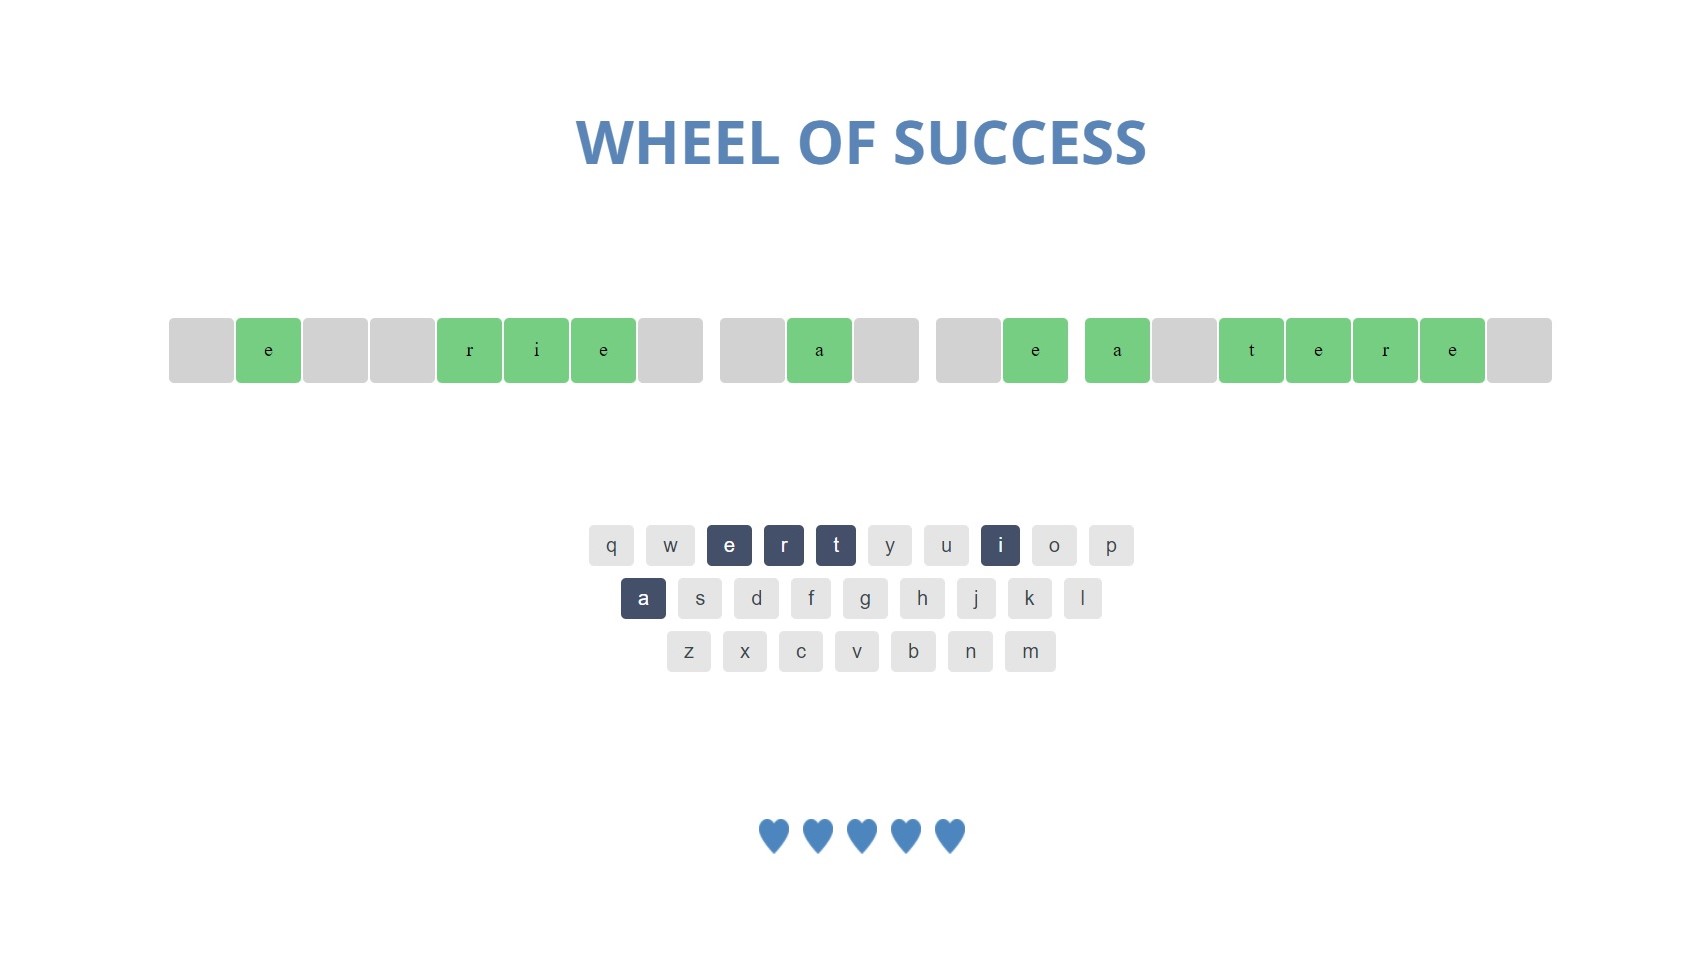 WHEEL OF SUCCESS
e r i e a e a t e r e
q w e r t y u i o p
a s d f g h j k l
z x c v b n m